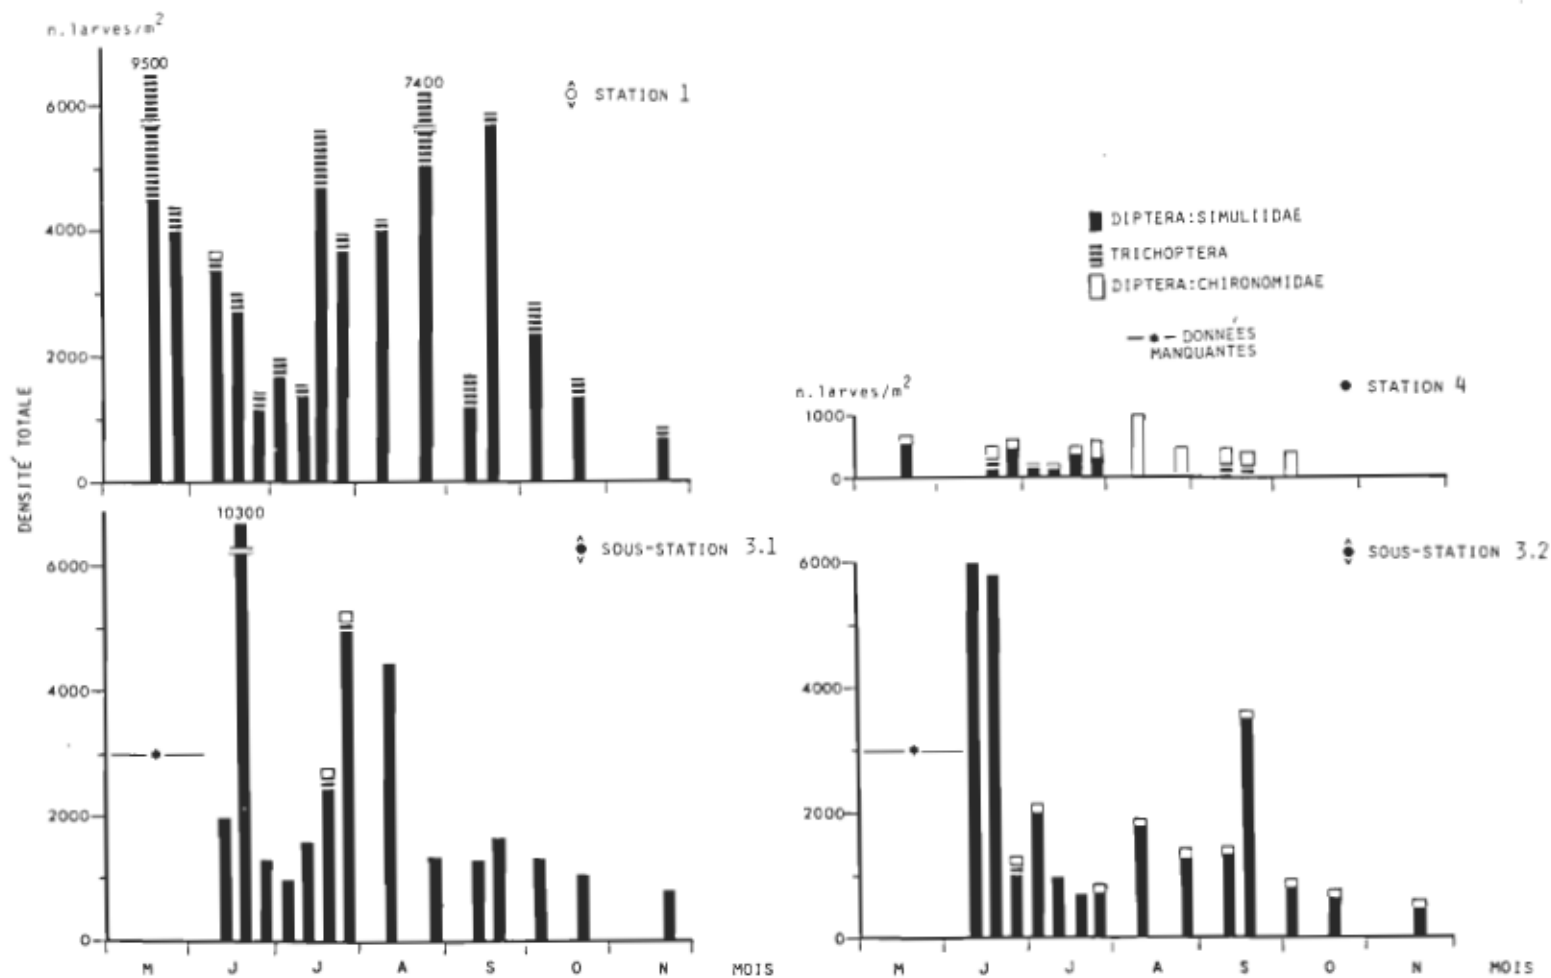 n.larves/m²
9500
7400
STATION 1
6000
4000
2000
0
DENSITÉ TOTALE
DIPTERA:SIMULIIDAE
TRICHOPTERA
DIPTERA:CHIRONOMIDAE
DONNÉES
MANQUANTES
n.larves/m²
STATION 4
1000
0
10300
SOUS-STATION 3.1
6000
4000
2000
0
M J J A S O N MOIS
SOUS-STATION 3.2
6000
4000
2000
0
M J J A S O N MOIS